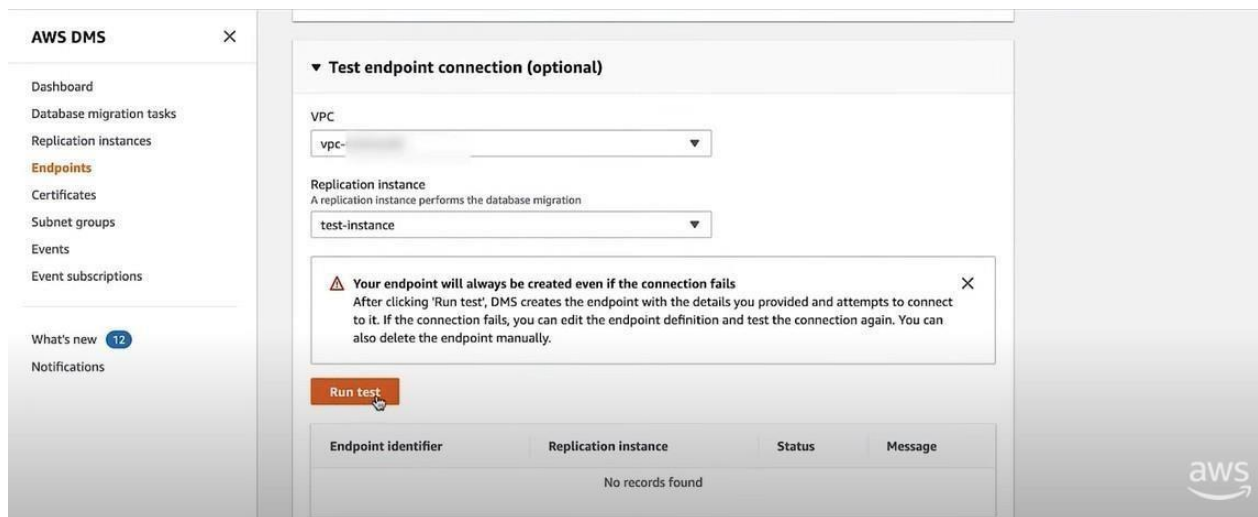 AWS DMS
Dashboard
Database migration tasks
Replication instances
Endpoints
Certificates
Subnet groups
Events
Event subscriptions
What's new 12
Notifications
Test endpoint connection (optional)
VPC
vpc-
Replication instance
A replication instance performs the database migration
test-instance
Your endpoint will always be created even if the connection fails
After clicking 'Run test', DMS creates the endpoint with the details you provided and attempts to connect
to it. If the connection fails, you can edit the endpoint definition and test the connection again. You can
also delete the endpoint manually.
Run test
Endpoint identifier Replication instance Status Message
No records found
aws